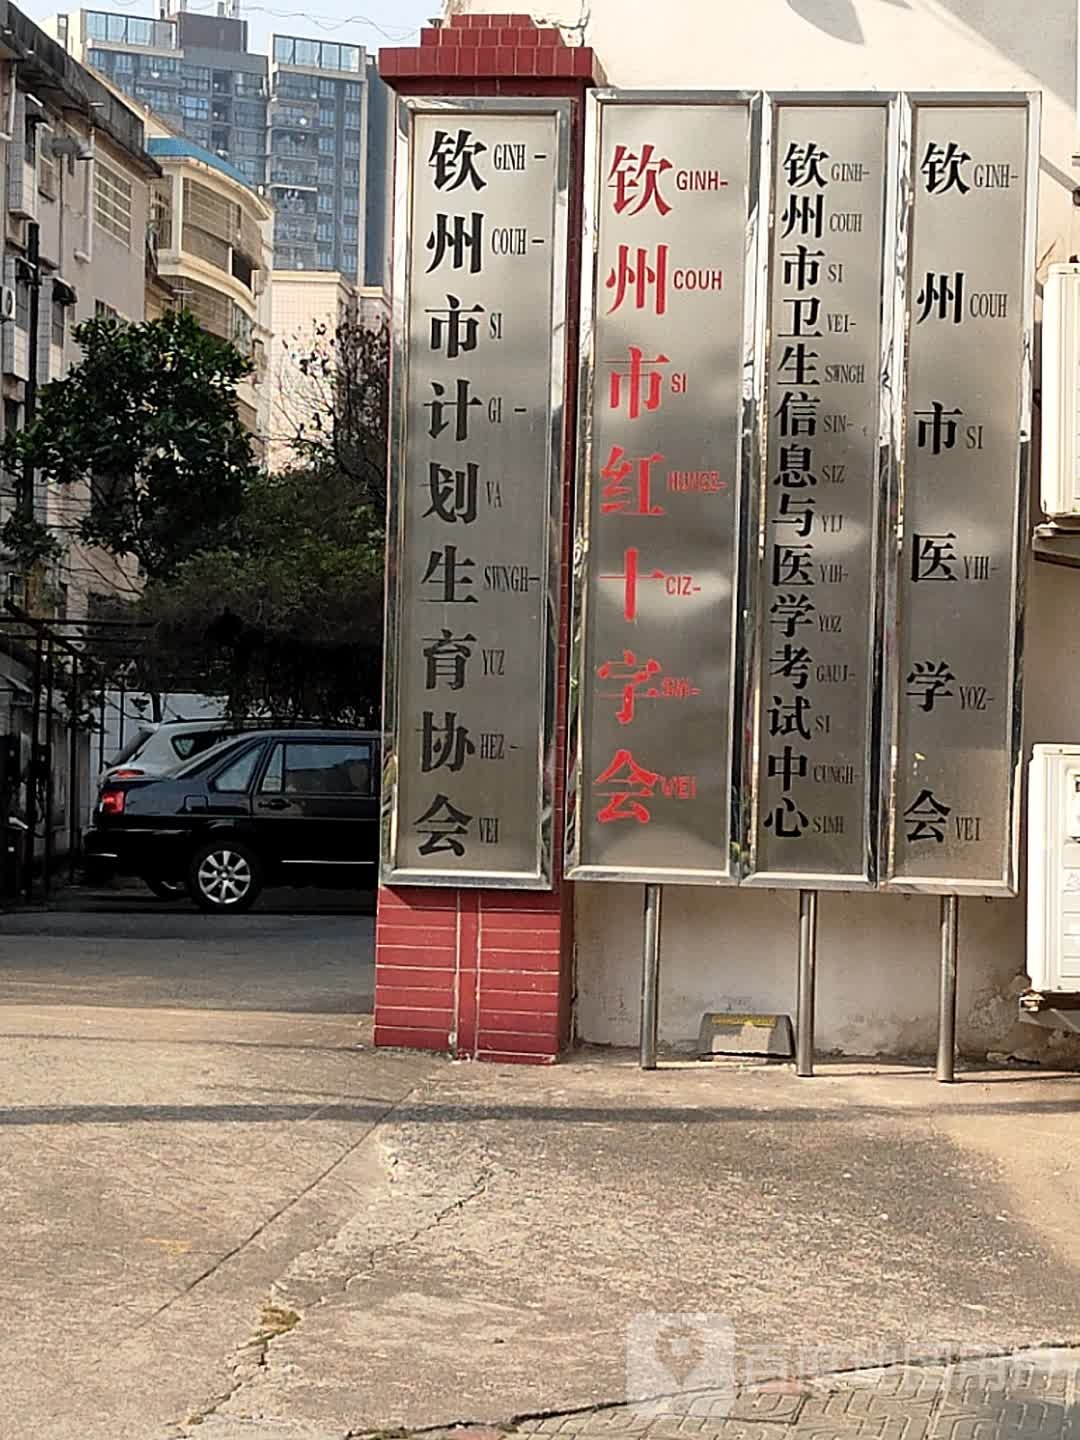 钦州市计划生育协会
GINH-COUH-SI GI-VA SWNGH-YUZ HEZ-VEI
钦州市红十字会
GINH-COUH SI CIZ- VEI
钦州市卫生信息与医学考试中心
GINH-COUH SI VEI-SWNGH SIN-SIZ YIJ YIH-YOZ GAUJ-SI CUNGH-SINH
钦州市医学会
GINH-COUH SI YIH-YOZ-VEI